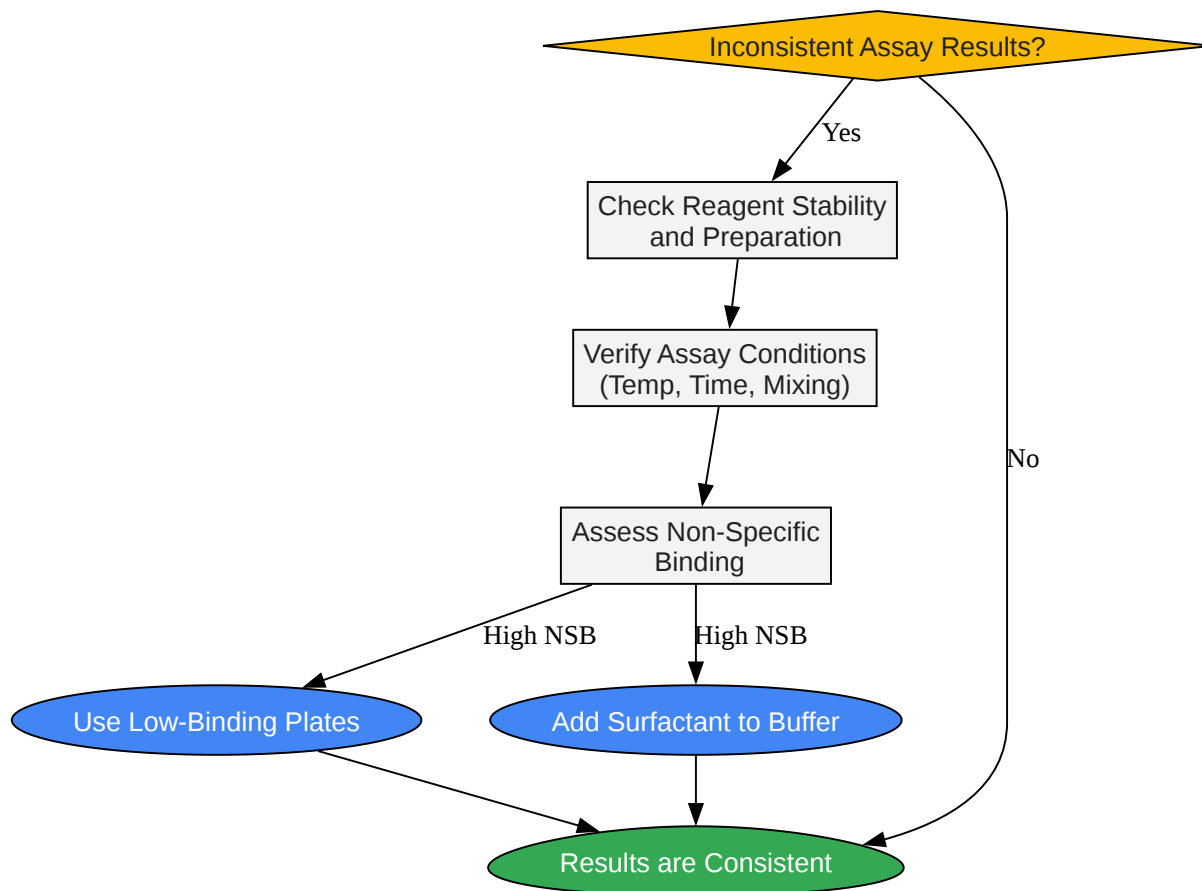 Inconsistent Assay Results?
Yes
Check Reagent Stability
and Preparation
Verify Assay Conditions
(Temp, Time, Mixing)
No
Assess Non-Specific
Binding
High NSB
High NSB
Use Low-Binding Plates
Add Surfactant to Buffer
Results are Consistent